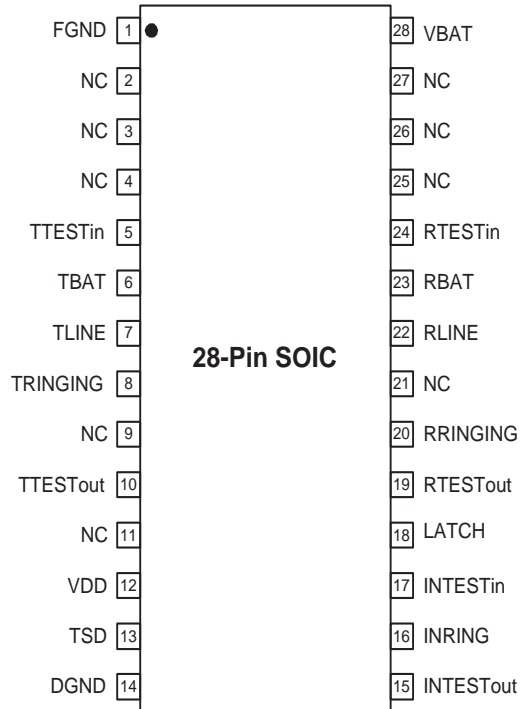 FGND 1 28 VBAT
NC 2 27 NC
NC 3 26 NC
NC 4 25 NC
TTESTin 5 24 RTESTin
TBAT 6 23 RBAT
TLINE 7 22 RLINE
28-Pin SOIC
TRINGING 8 21 NC
NC 9 20 RRINGING
TTESTout 10 19 RTESTout
NC 11 18 LATCH
VDD 12 17 INTESTin
TSD 13 16 INRING
DGND 14 15 INTESTout